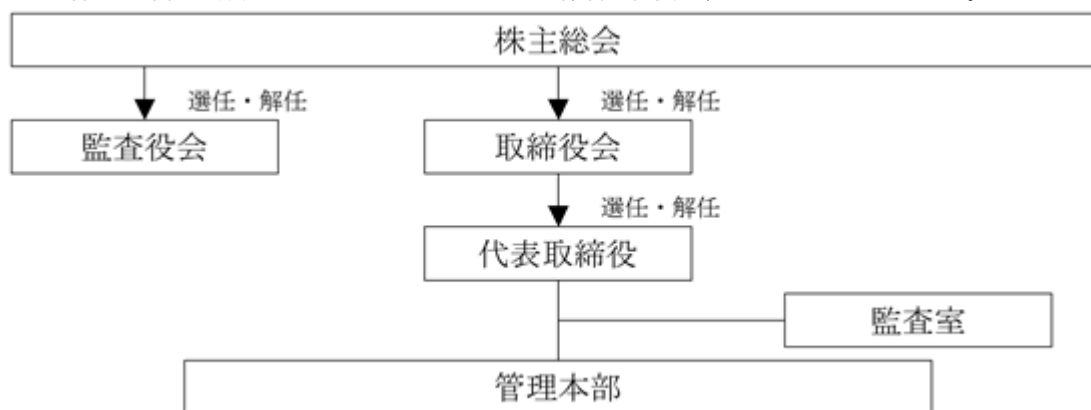 株主総会
選任・解任
選任・解任
監査役会
取締役会
選任・解任
代表取締役
監査室
管理本部